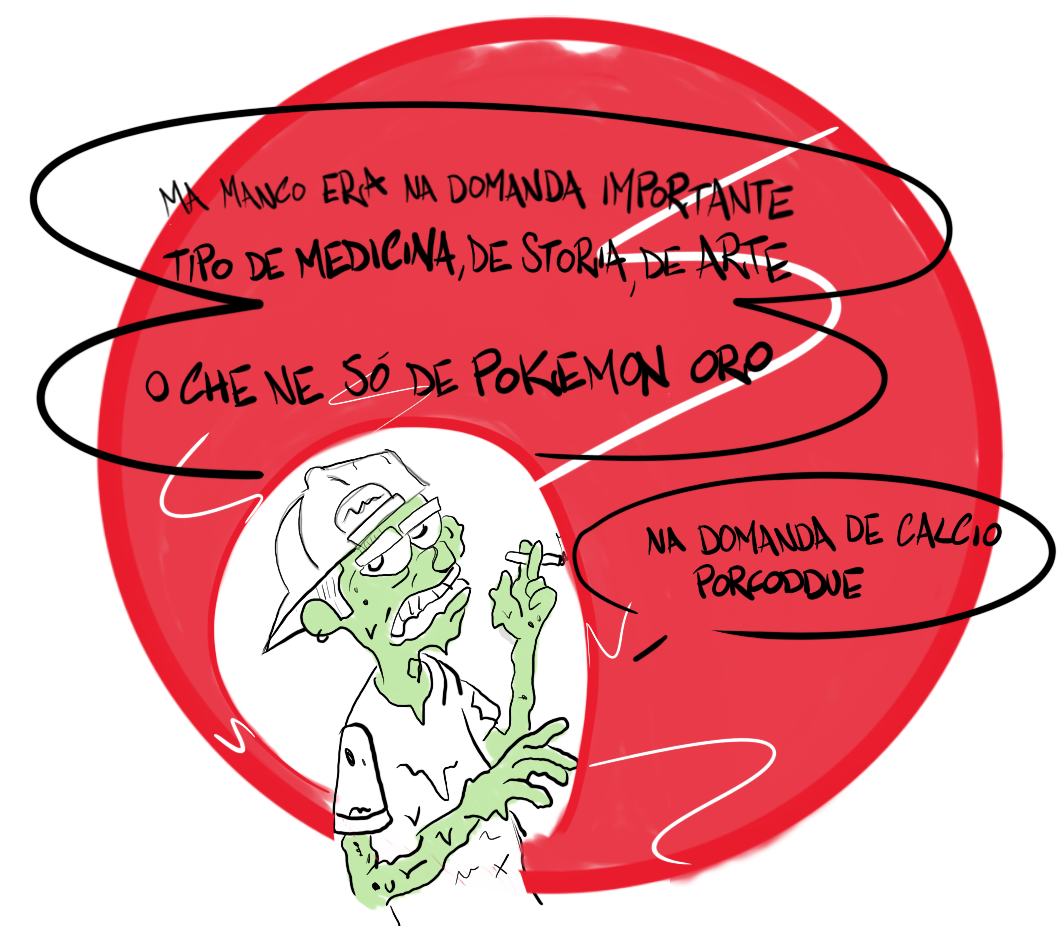 MA MANCO ERA NA DOMANDA IMPORTANTE
TIPO DE MEDICINA, DE STORIA, DE ARTE
O CHE NE SÓ DE POKEMON ORO
NA DOMANDA DE CALCIO
PORCODDUE